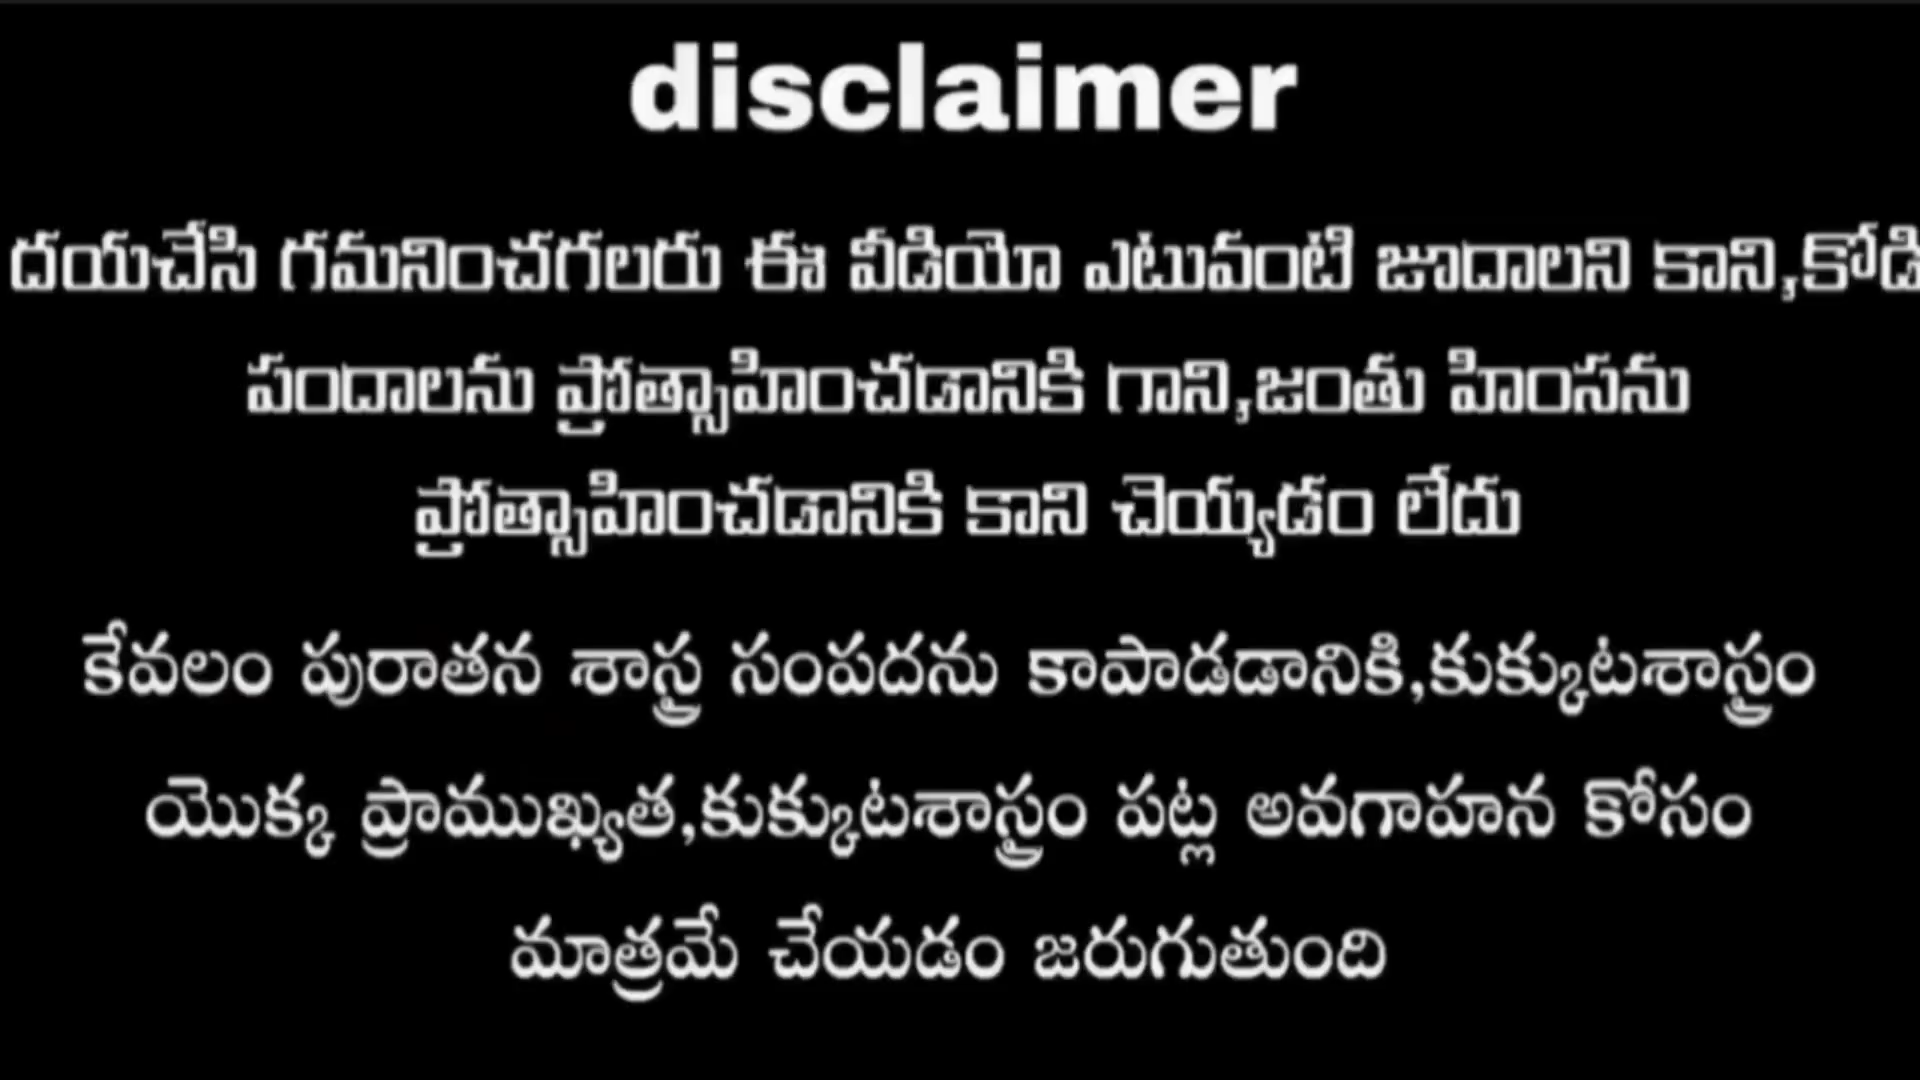 disclaimer
దయచేసి గమనించగలరు ఈ వీడియో ఎటువంటి జూదాలని కాని,కోడి
పందాలను ప్రోత్సాహించడానికి గాని,జంతు హింసను
ప్రోత్సాహించడానికి కాని చెయ్యడం లేదు
కేవలం పురాతన శాస్త్ర సంపదను కాపాడడానికి,కుక్కుటశాస్త్రం
యొక్క ప్రాముఖ్యత,కుక్కుటశాస్త్రం పట్ల అవగాహన కోసం
మాత్రమే చేయడం జరుగుతుంది